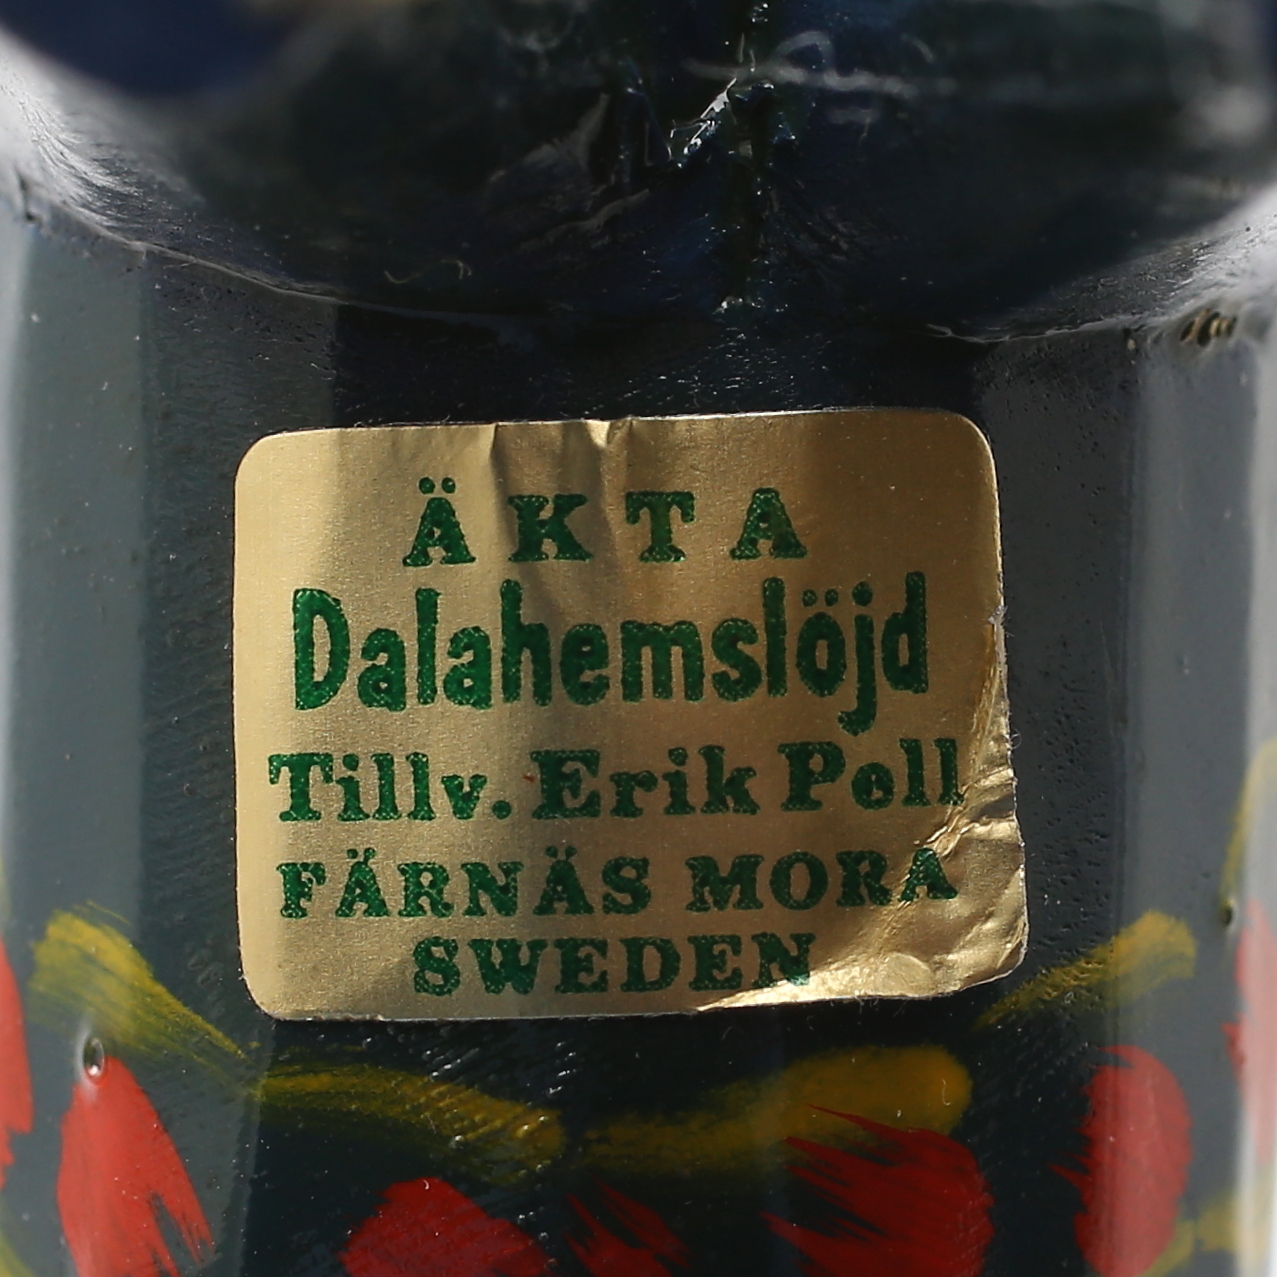 ÄKTA
Dalahemslöjd
Tillv. Erik Poll
FÄRNÄS MORA
SWEDEN